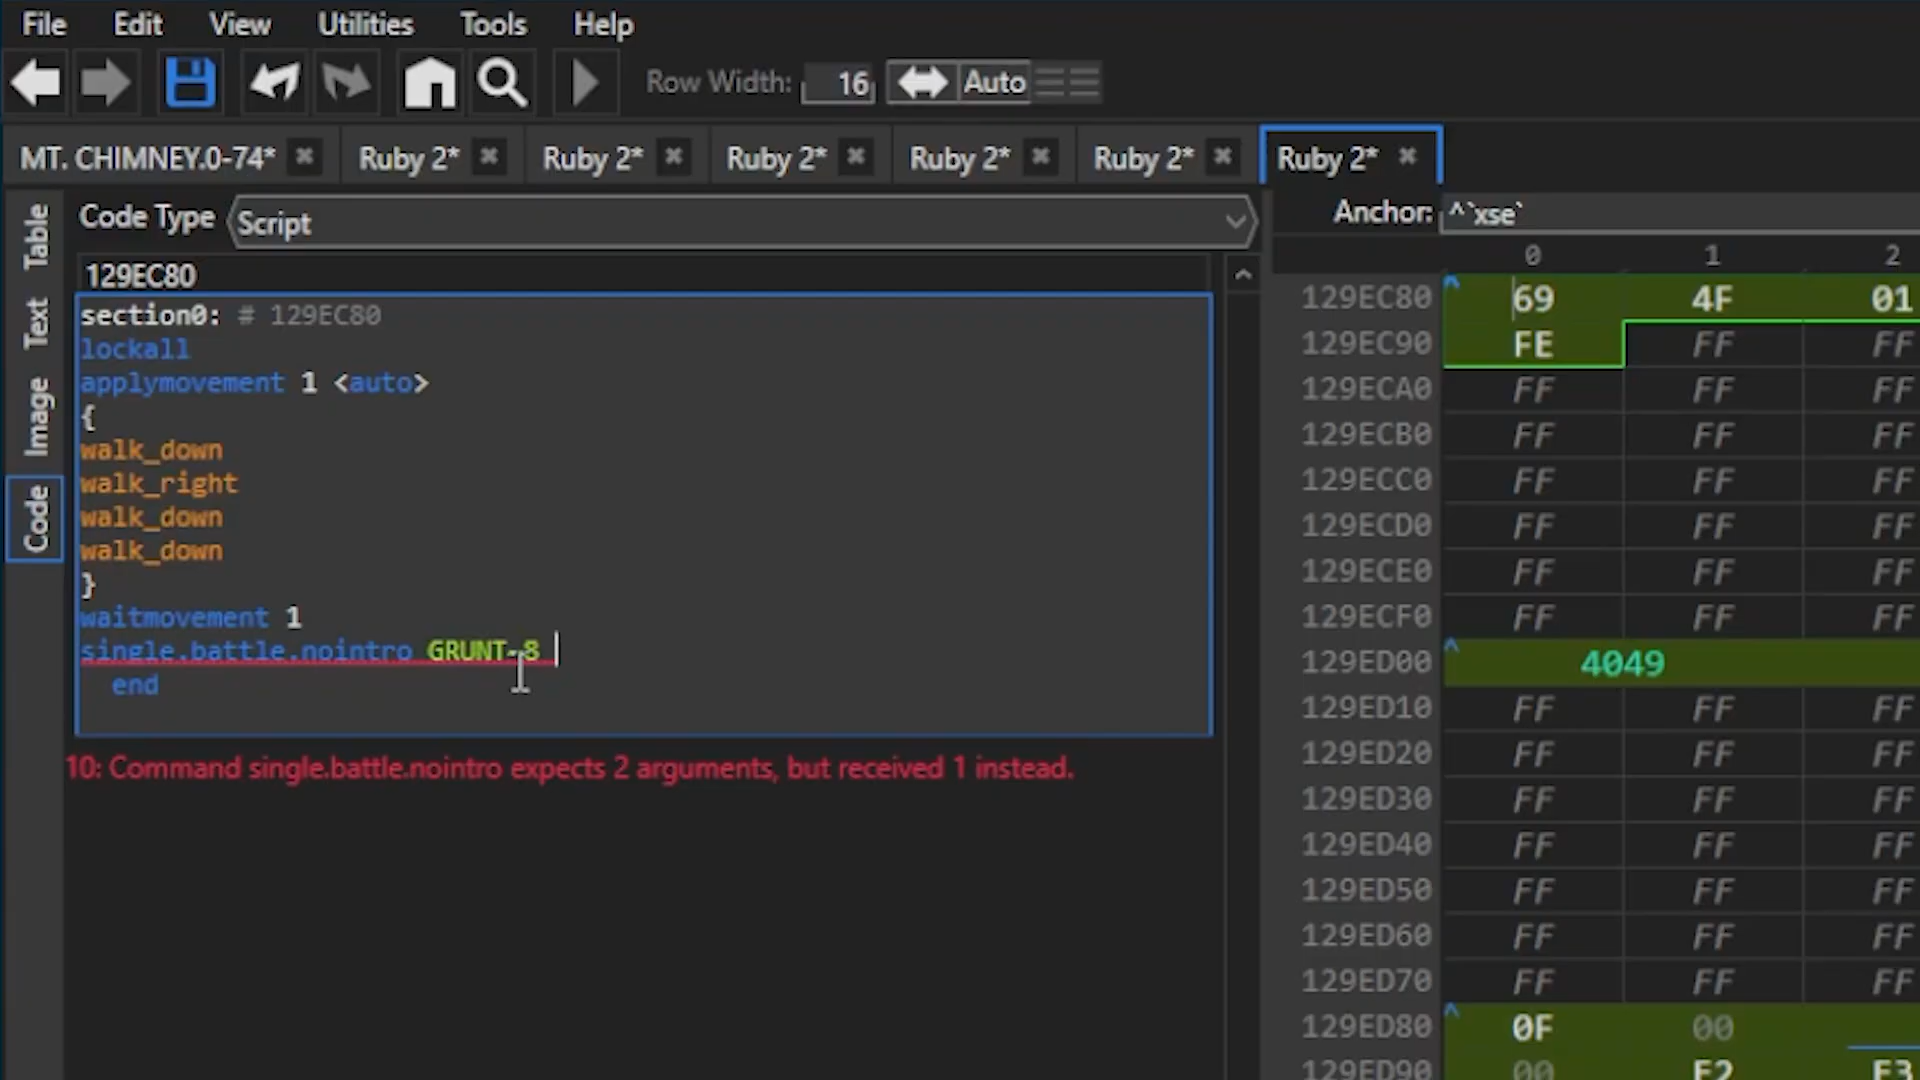 File Edit View Utilities Tools Help
Row Width: 16 Auto
MT. CHIMNEY.0-74* Ruby 2* Ruby 2* Ruby 2* Ruby 2* Ruby 2* Ruby 2*
Table
Text
Image
Code
Code Type Script
129EC80
section0: # 129EC80
lockall
applymovement 1 <auto>
{
walk_down
walk_right
walk_down
walk_down
}
waitmovement 1
single.battle.nointro GRUNT~8
end
10: Command single.battle.nointro expects 2 arguments, but received 1 instead.
Anchor: ^`xse`
0 1 2
129EC80 69 4F 01
129EC90 FE FF FF
129ECA0 FF FF FF
129ECB0 FF FF FF
129ECC0 FF FF FF
129ECD0 FF FF FF
129ECE0 FF FF FF
129ECF0 FF FF FF
129ED00 4049
129ED10 FF FF FF
129ED20 FF FF FF
129ED30 FF FF FF
129ED40 FF FF FF
129ED50 FF FF FF
129ED60 FF FF FF
129ED70 FF FF FF
129ED80 0F 00
129ED90 00 F2 F3